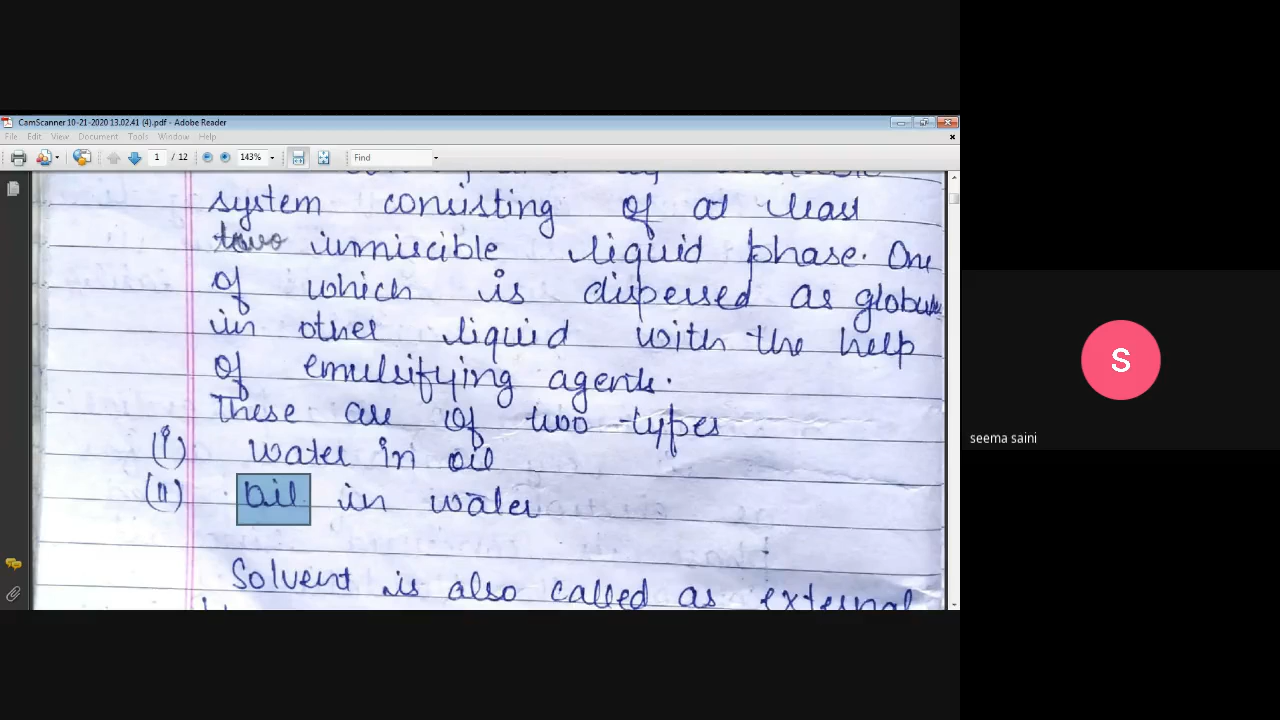 CamScanner 10-21-2020 13.02.41 (4).pdf - Adobe Reader
File Edit View Document Tools Window Help
1 / 12 143% Find
system consisting of at least
two immiscible liquid phase. One
of which is dispersed as
in other liquid with the help
of emulsifying agents.
These are of two types
(i) water in oil
(ii) oil in water
Solvent is also called as external
S
seema saini